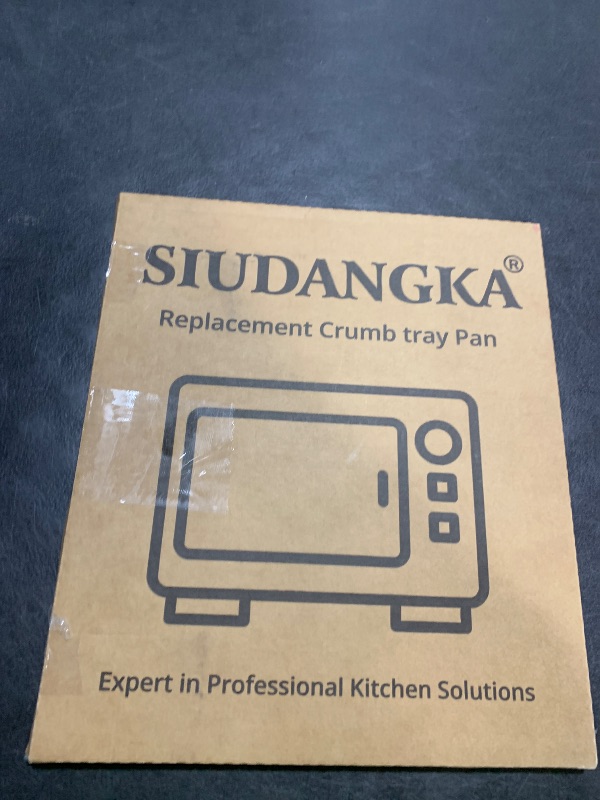 SIUDANGKA®
Replacement Crumb tray Pan
Expert in Professional Kitchen Solutions